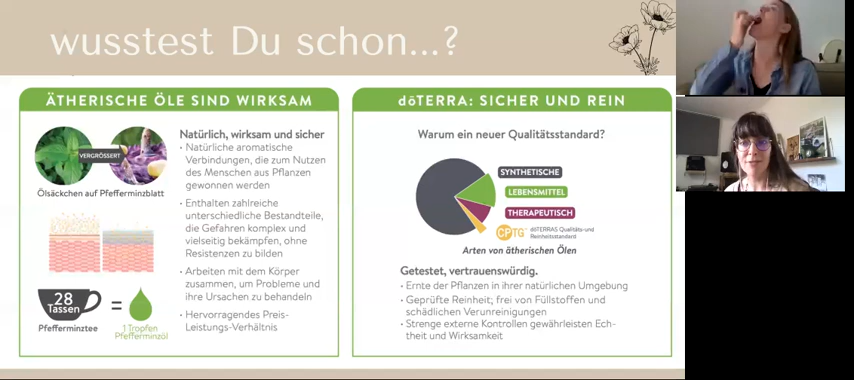 wusstest Du schon...?
ÄTHERISCHE ÖLE SIND WIRKSAM
VERGRÖSSERT
Ölsäckchen auf Pfefferminzblatt
28
Tassen
=
Pfefferminztee
1 Tropfen
Pfefferminzöl
Natürlich, wirksam und sicher
• Natürliche aromatische
Verbindungen, die zum Nutzen
des Menschen aus Pflanzen
gewonnen werden
• Enthalten zahlreiche
unterschiedliche Bestandteile,
die Gefahren komplex und
vielseitig bekämpfen, ohne
Resistenzen zu bilden
• Arbeiten mit dem Körper
zusammen, um Probleme und
ihre Ursachen zu behandeln
• Hervorragendes Preis-
Leistungs-Verhältnis
dōTERRA: SICHER UND REIN
Warum ein neuer Qualitätsstandard?
SYNTHETISCHE
LEBENSMITTEL
THERAPEUTISCH
CPTG
dōTERRAS Qualitäts-und
Reinheitsstandard
Arten von ätherischen Ölen
Getestet, vertrauenswürdig.
• Ernte der Pflanzen in ihrer natürlichen Umgebung
• Geprüfte Reinheit; frei von Füllstoffen und
schädlichen Verunreinigungen
• Strenge externe Kontrollen gewährleisten Ech-
theit und Wirksamkeit